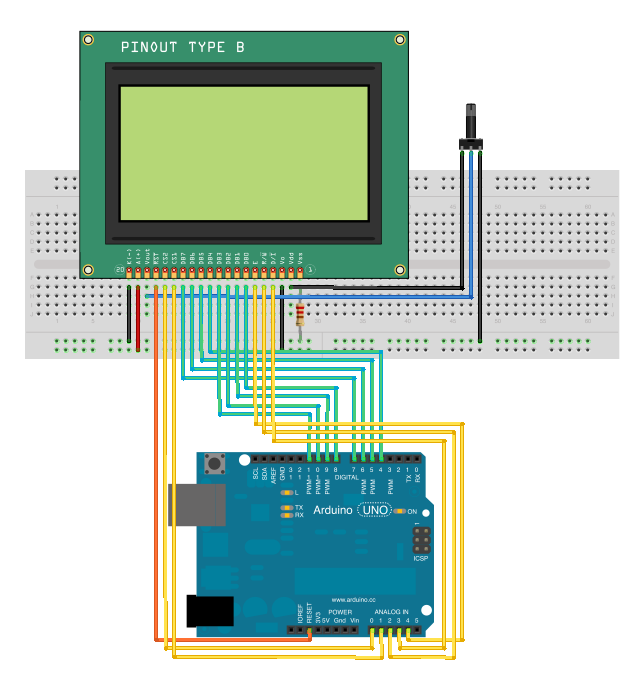 PINOUT TYPE B
K(-) A(+) Vout RST CS2 CS1 DB7 DB6 DB5 DB4 DB3 DB2 DB1 DB0 E R/W D/I Vo Vdd Vss
20 1
SCL SDA AREF GND 13 12 11 10 9 8 7 6 5 4 3 2 1 0
PWM PWM PWM DIGITAL PWM PWM PWM TX RX
L
TX
RX
Arduino UNO ON
1
ICSP
www.arduino.cc
POWER ANALOG IN
IOREF RESET 3V3 5V Gnd Vin 0 1 2 3 4 5